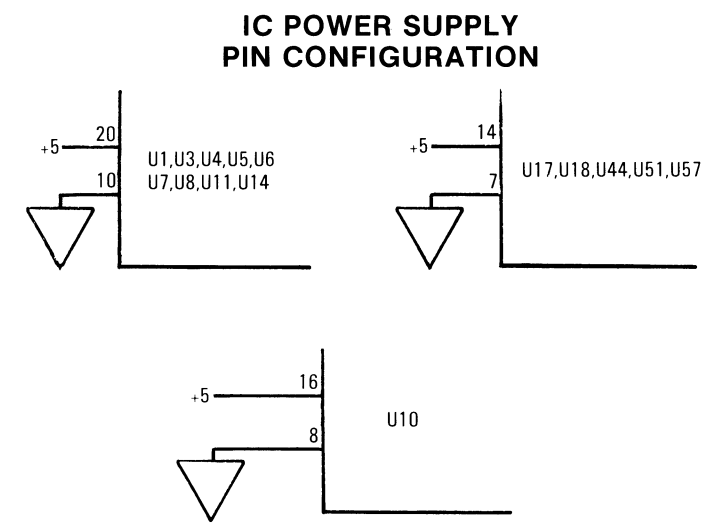 IC POWER SUPPLY
PIN CONFIGURATION
20
+5
U1,U3,U4,U5,U6
10
U7,U8,U11,U14
14
+5
U17,U18,U44,U51,U57
7
16
+5
U10
8